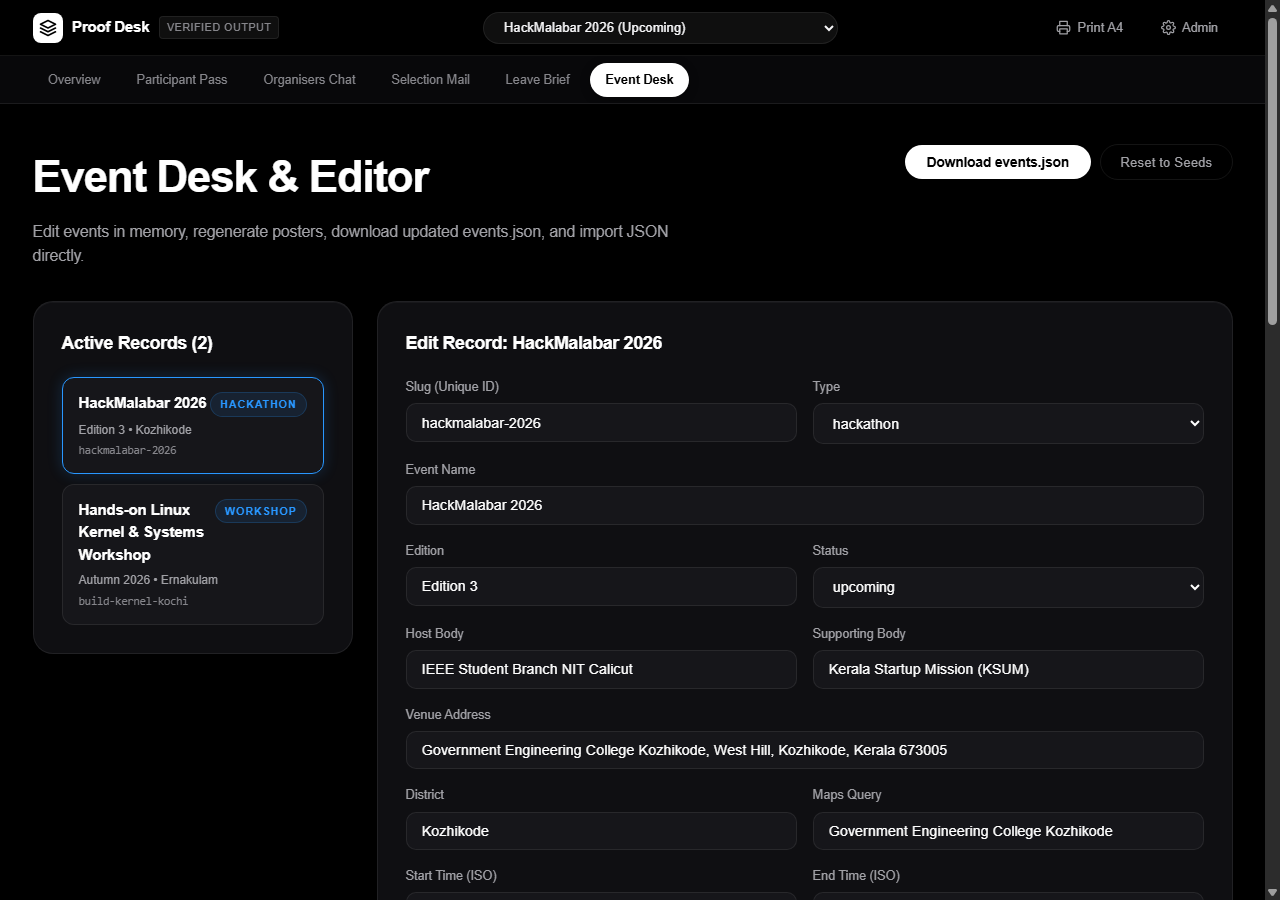 Proof Desk
VERIFIED OUTPUT
HackMalabar 2026 (Upcoming)
Print A4
Admin
Overview
Participant Pass
Organisers Chat
Selection Mail
Leave Brief
Event Desk
Event Desk & Editor
Download events.json
Reset to Seeds
Edit events in memory, regenerate posters, download updated events.json, and import JSON
directly.
Active Records (2)
HackMalabar 2026
HACKATHON
Edition 3 • Kozhikode
hackmalabar-2026
Hands-on Linux
Kernel & Systems
Workshop
WORKSHOP
Autumn 2026 • Ernakulam
build-kernel-kochi
Edit Record: HackMalabar 2026
Slug (Unique ID)
hackmalabar-2026
Type
hackathon
Event Name
HackMalabar 2026
Edition
Edition 3
Status
upcoming
Host Body
IEEE Student Branch NIT Calicut
Supporting Body
Kerala Startup Mission (KSUM)
Venue Address
Government Engineering College Kozhikode, West Hill, Kozhikode, Kerala 673005
District
Kozhikode
Maps Query
Government Engineering College Kozhikode
Start Time (ISO)
End Time (ISO)